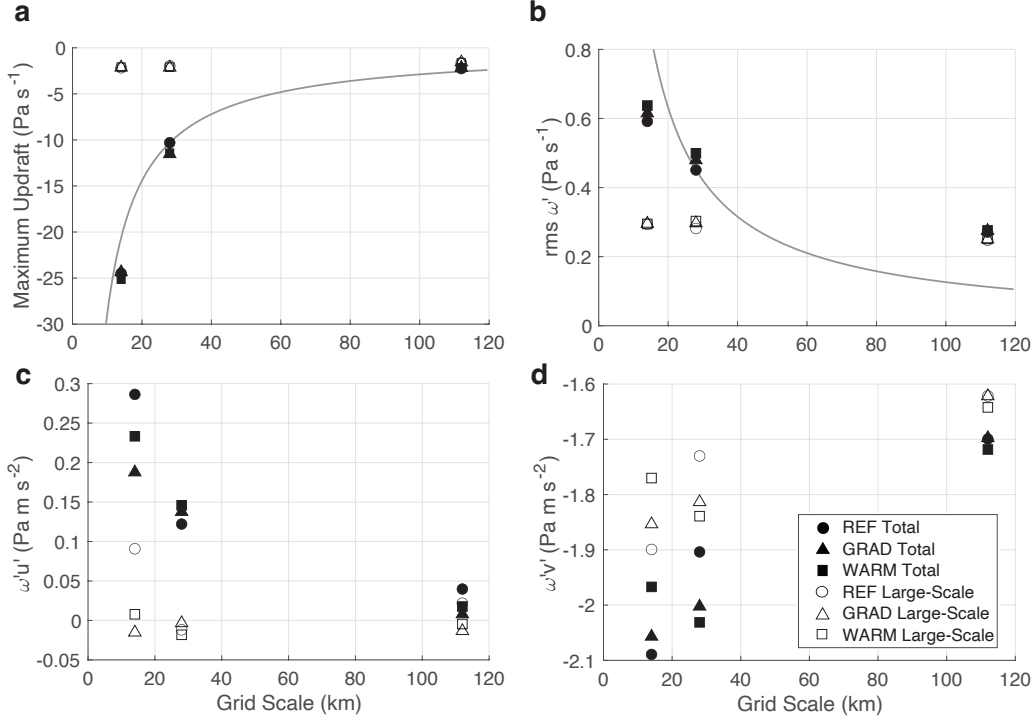 a
Maximum Updraft (Pa s⁻¹)
0
-5
-10
-15
-20
-25
-30
0 20 40 60 80 100 120
b
rms ω' (Pa s⁻¹)
0.8
0.6
0.4
0.2
0
0 20 40 60 80 100 120
c
ω'u' (Pa m s⁻²)
0.3
0.25
0.2
0.15
0.1
0.05
0
-0.05
0 20 40 60 80 100 120
Grid Scale (km)
d
ω'v' (Pa m s⁻²)
-1.6
-1.7
-1.8
-1.9
-2
-2.1
0 20 40 60 80 100 120
Grid Scale (km)
REF Total
GRAD Total
WARM Total
REF Large-Scale
GRAD Large-Scale
WARM Large-Scale